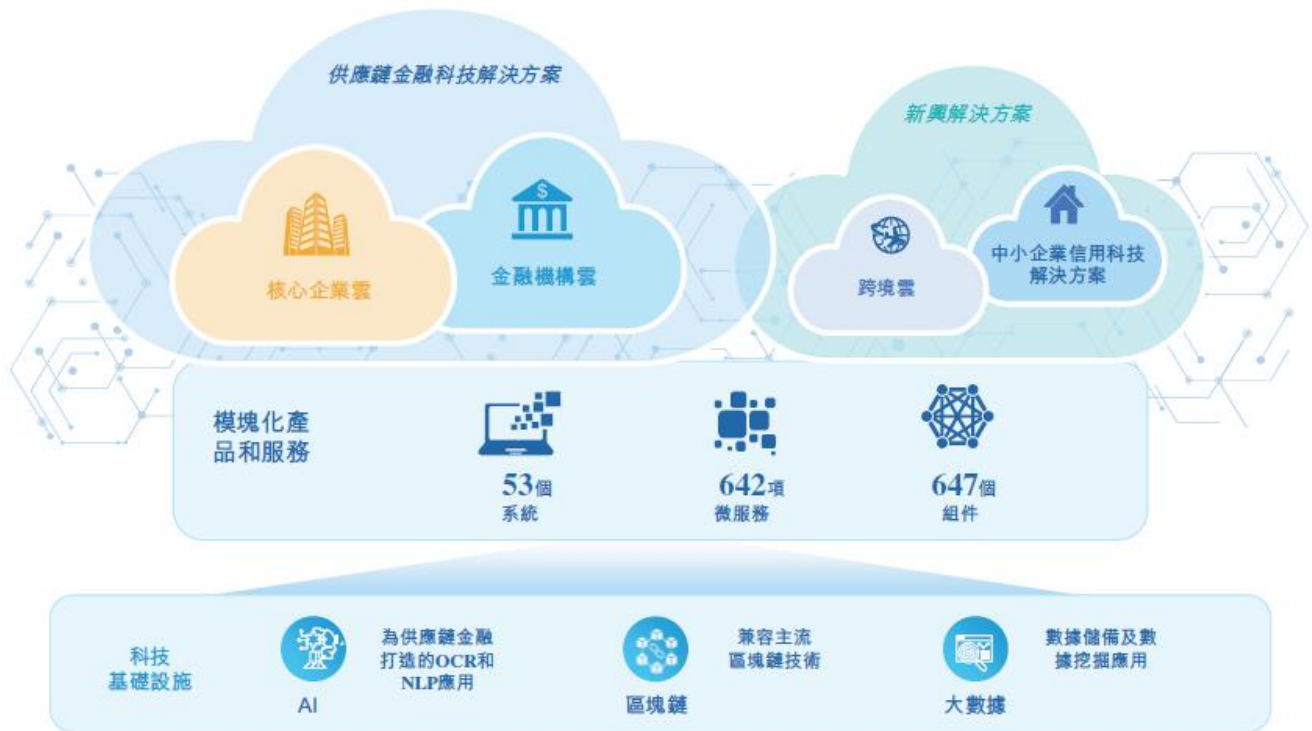 供應鏈金融科技解決方案
新興解決方案
核心企業雲
金融機構雲
跨境雲
中小企業信用科技
解決方案
模塊化產
品和服務
53個
系統
642項
微服務
647個
組件
科技
基礎設施
AI
為供應鏈金融
打造的OCR和
NLP應用
區塊鏈
兼容主流
區塊鏈技術
大數據
數據儲備及數
據挖掘應用